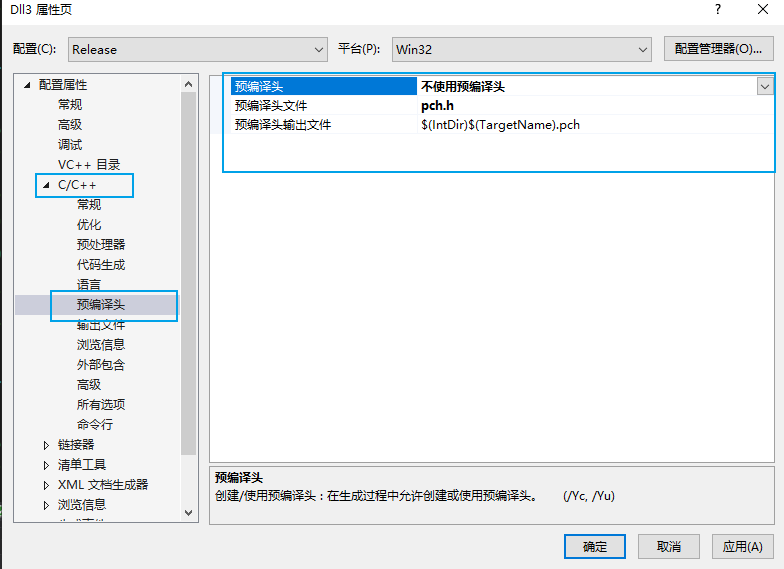 Dll3 属性页
配置(C): Release 平台(P): Win32 配置管理器(O)...
配置属性
常规
高级
调试
VC++ 目录
C/C++
常规
优化
预处理器
代码生成
语言
预编译头
输出文件
浏览信息
外部包含
高级
所有选项
命令行
链接器
清单工具
XML 文档生成器
浏览信息
预编译头 不使用预编译头
预编译头文件 pch.h
预编译头输出文件 $(IntDir)$(TargetName).pch
预编译头
创建/使用预编译头：在生成过程中允许创建或使用预编译头。 (/Yc, /Yu)
确定 取消 应用(A)